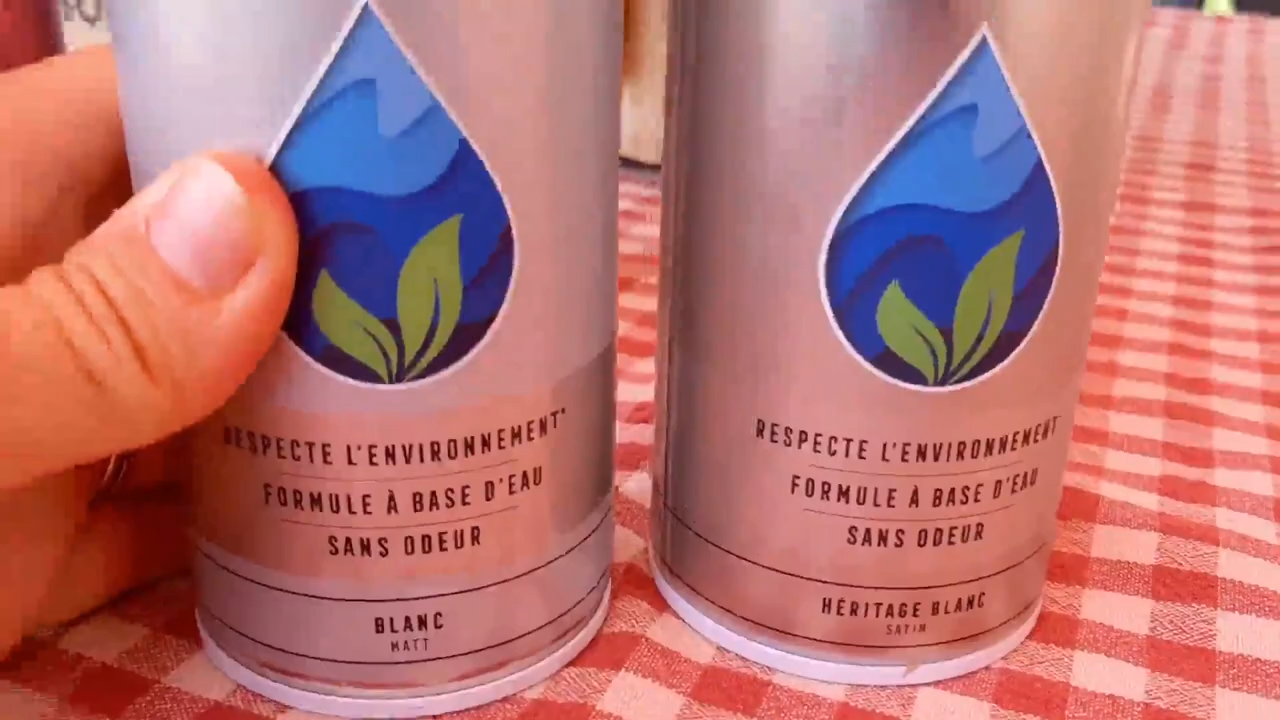 RESPECTE L'ENVIRONNEMENT*
FORMULE À BASE D'EAU
SANS ODEUR
BLANC
MATT
RESPECTE L'ENVIRONNEMENT
FORMULE À BASE D'EAU
SANS ODEUR
HÉRITAGE BLANC
SATIN